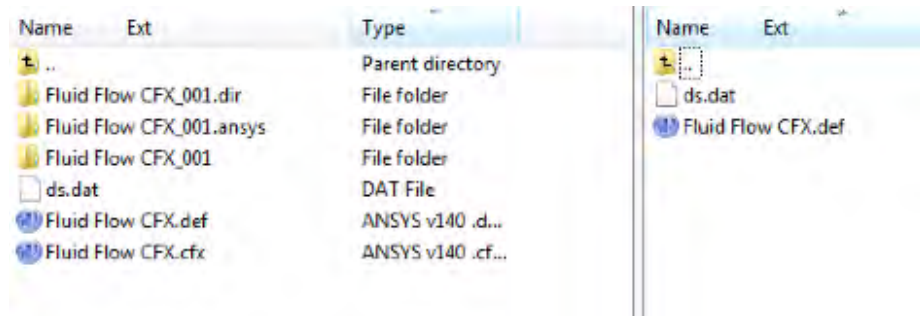 Name Ext Type
.. Parent directory
Fluid Flow CFX_001.dir File folder
Fluid Flow CFX_001.ansys File folder
Fluid Flow CFX_001 File folder
ds.dat DAT File
Fluid Flow CFX.def ANSYS v140 .d...
Fluid Flow CFX.cfx ANSYS v140 .cf...
Name Ext
..
ds.dat
Fluid Flow CFX.def